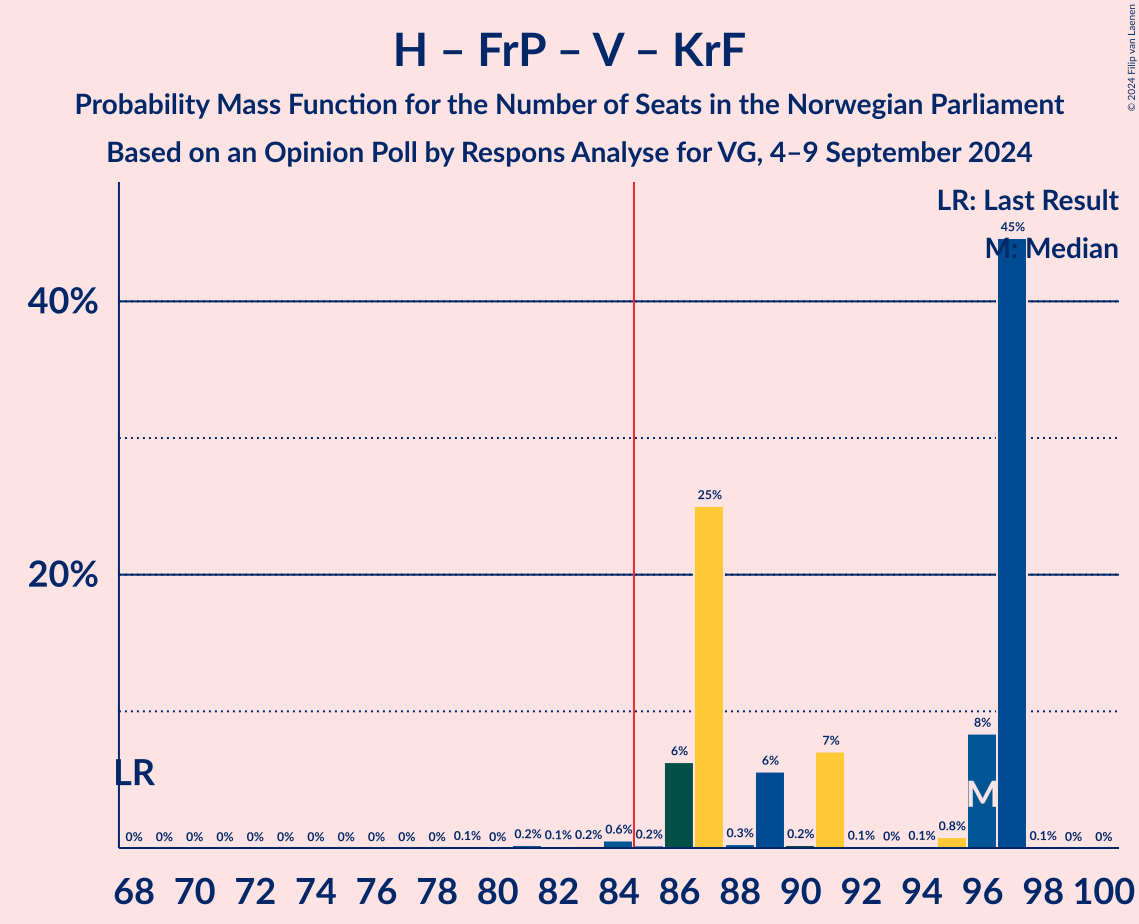 H – FrP – V – KrF
Probability Mass Function for the Number of Seats in the Norwegian Parliament
Based on an Opinion Poll by Respons Analyse for VG, 4–9 September 2024
© 2024 Filip van Laenen
LR: Last Result
45%
M: Median
40%
25%
20%
8%
7%
6% 6%
LR
M
0% 0% 0% 0% 0% 0% 0% 0% 0% 0% 0% 0.1% 0% 0.2% 0.1% 0.2% 0.6% 0.2% 0.3% 0.2% 0.1% 0% 0.1% 0.8% 0.1% 0% 0%
68 70 72 74 76 78 80 82 84 86 88 90 92 94 96 98 100